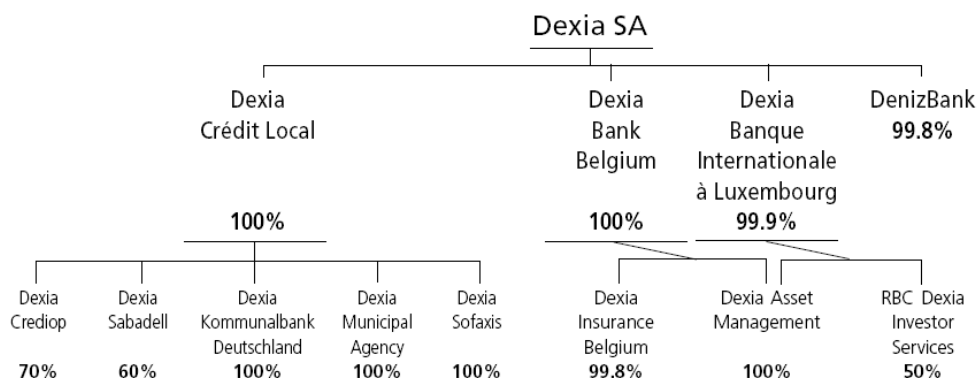 Dexia SA
Dexia
Crédit Local
100%
Dexia
Bank
Belgium
100%
Dexia
Banque
Internationale
à Luxembourg
99.9%
DenizBank
99.8%
Dexia
Crediop
70%
Dexia
Sabadell
60%
Dexia
Kommunalbank
Deutschland
100%
Dexia
Municipal
Agency
100%
Dexia
Sofaxis
100%
Dexia
Insurance
Belgium
99.8%
Dexia Asset
Management
100%
RBC Dexia
Investor
Services
50%